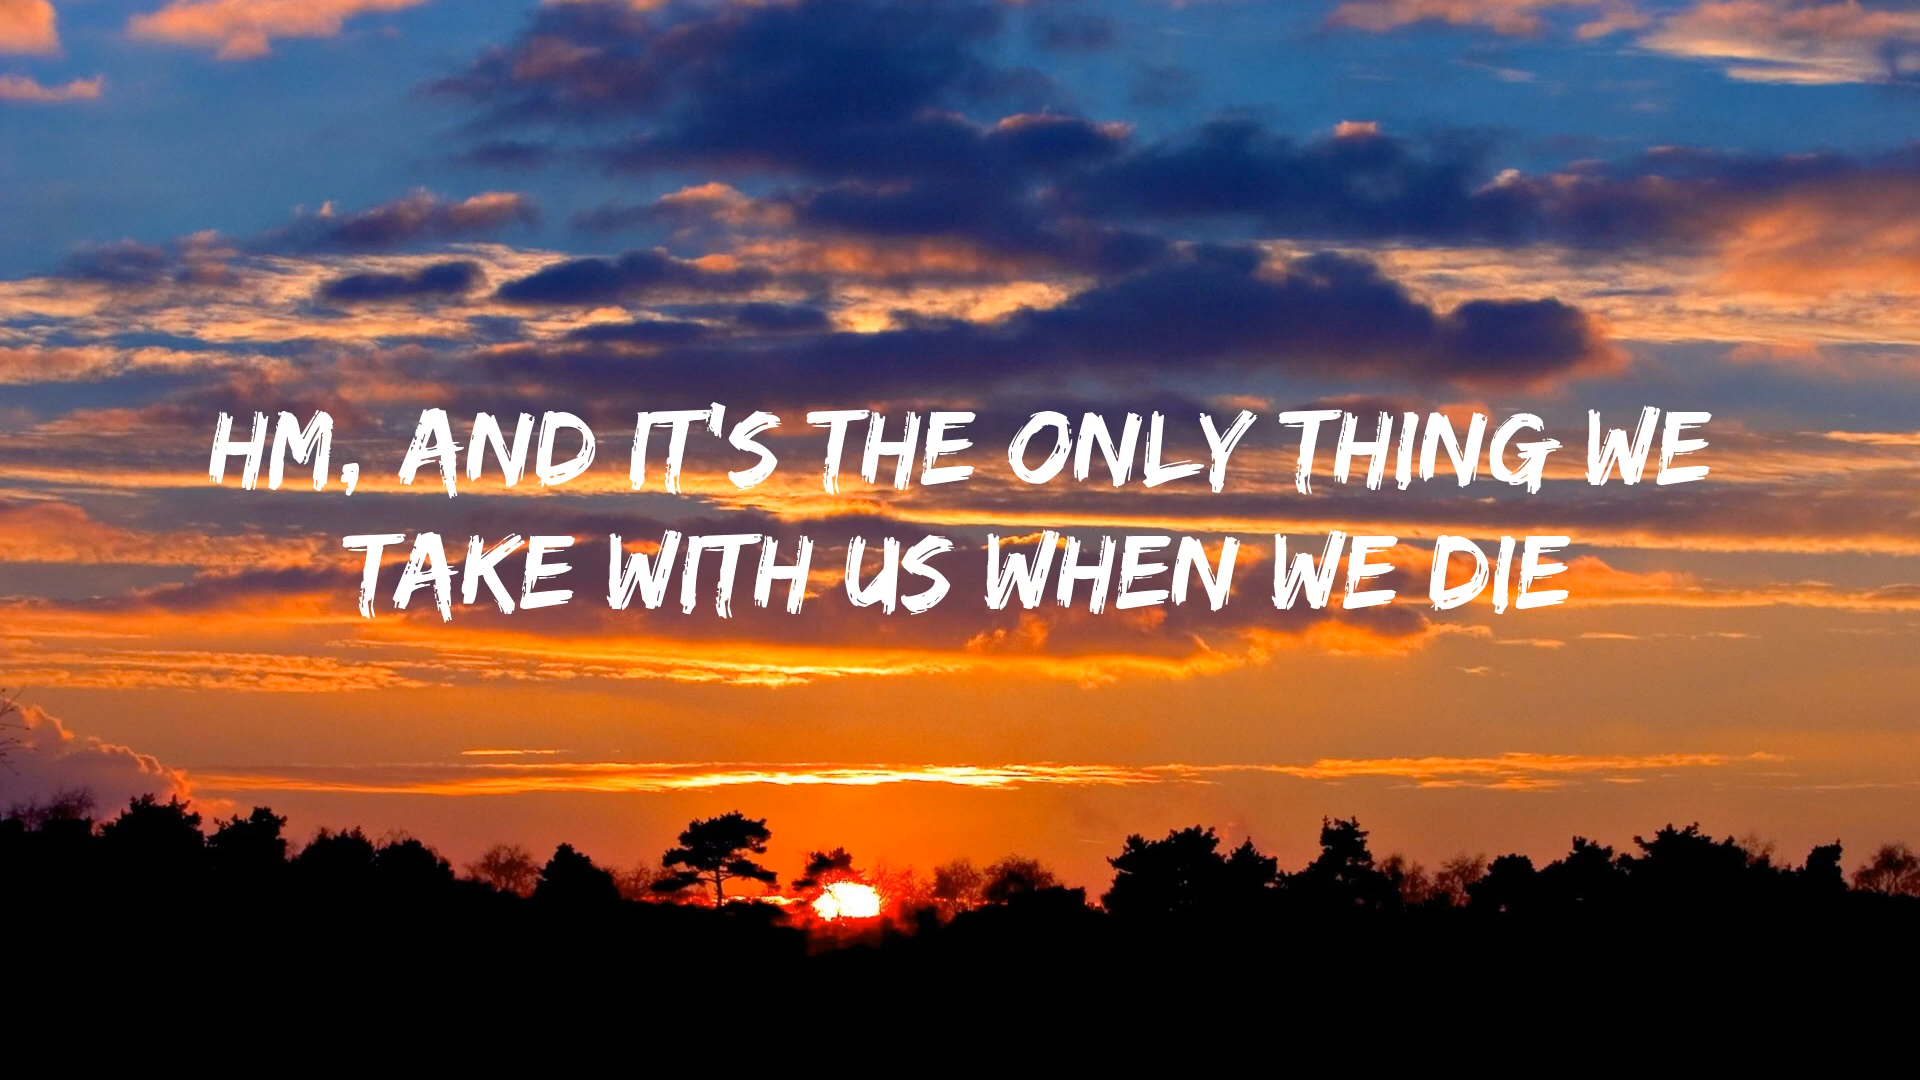 HM, AND IT'S THE ONLY THING WE
TAKE WITH US WHEN WE DIE